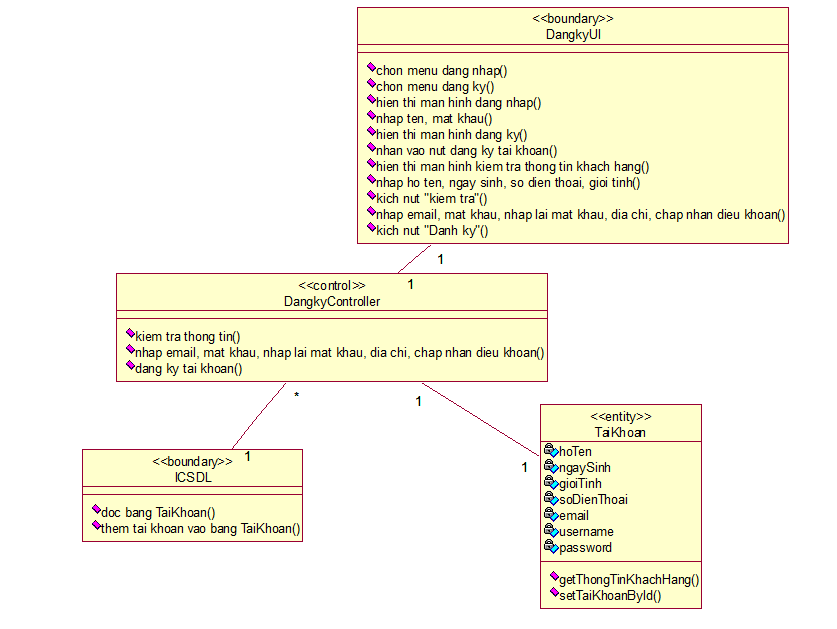 <<boundary>>
DangkyUI
chon menu dang nhap()
chon menu dang ky()
hien thi man hinh dang nhap()
nhap ten, mat khau()
hien thi man hinh dang ky()
nhan vao nut dang ky tai khoan()
hien thi man hinh kiem tra thong tin khach hang()
nhap ho ten, ngay sinh, so dien thoai, gioi tinh()
kich nut "kiem tra"()
nhap email, mat khau, nhap lai mat khau, dia chi, chap nhan dieu khoan()
kich nut "Danh ky"()
1
1
<<control>>
DangkyController
kiem tra thong tin()
nhap email, mat khau, nhap lai mat khau, dia chi, chap nhan dieu khoan()
dang ky tai khoan()
*
1
1
1
<<boundary>>
ICSDL
doc bang TaiKhoan()
them tai khoan vao bang TaiKhoan()
<<entity>>
TaiKhoan
hoTen
ngaySinh
gioiTinh
soDienThoai
email
username
password
getThongTinKhachHang()
setTaiKhoanById()